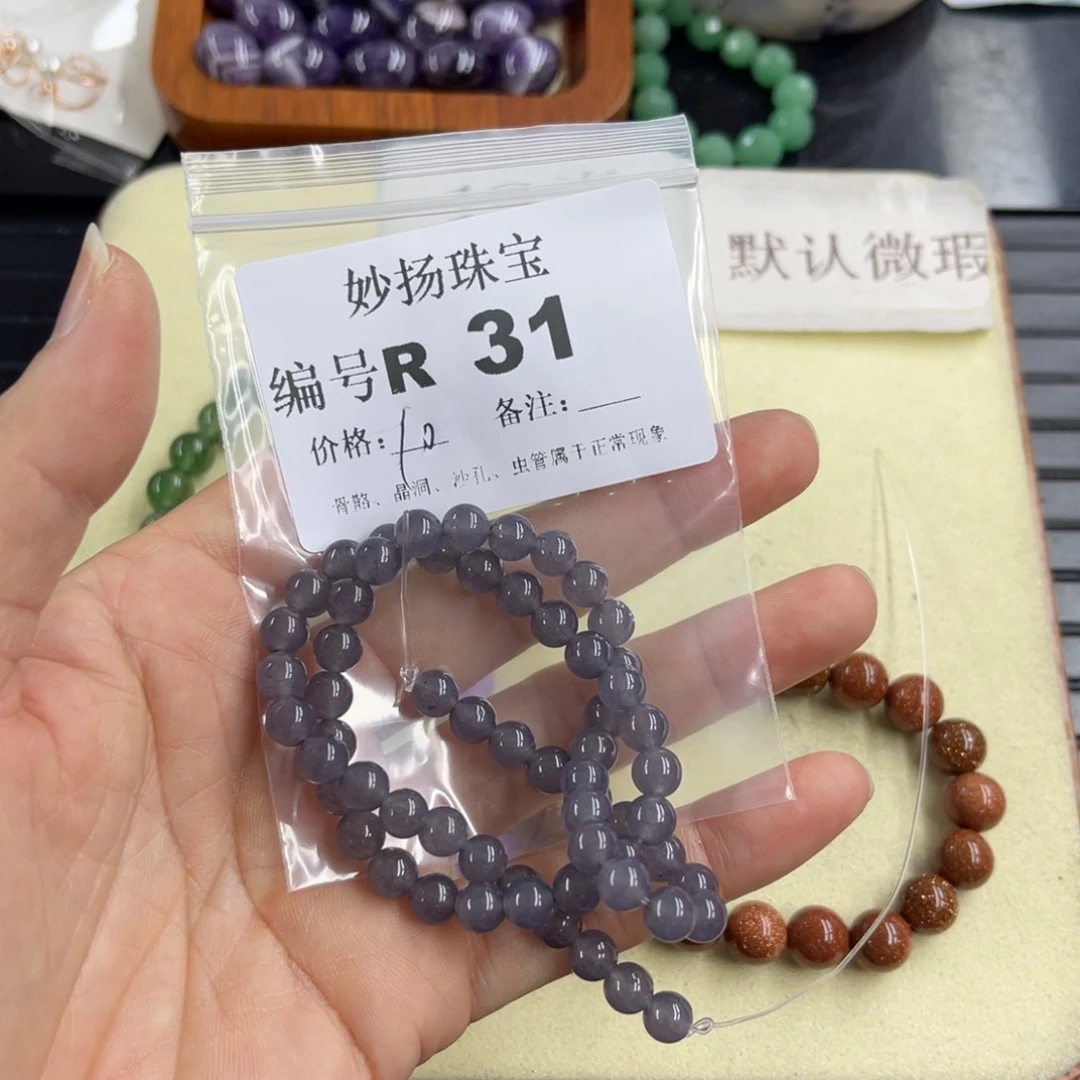 妙扬珠宝
编号R 31
价格:10 备注:
骨骼、晶洞、沙孔、虫管属于正常现象
默认微瑕